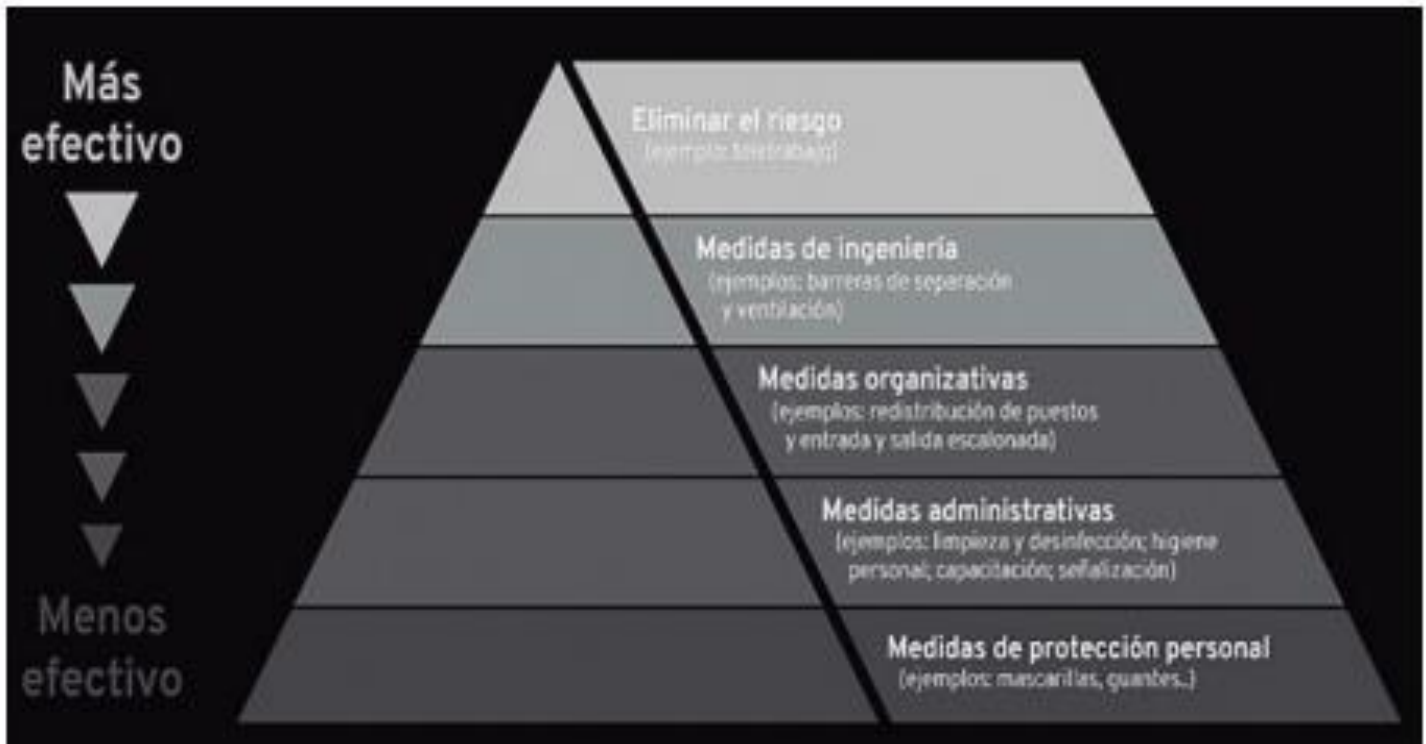 Más
efectivo
Eliminar el riesgo
(ejemplo: teletrabajo)
Medidas de ingeniería
(ejemplos: barreras de separación
y ventilación)
Medidas organizativas
(ejemplos: redistribución de puestos
y entrada y salida escalonada)
Medidas administrativas
(ejemplos: limpieza y desinfección; higiene
personal; capacitación; señalización)
Medidas de protección personal
(ejemplos: mascarillas, guantes..)
Menos
efectivo